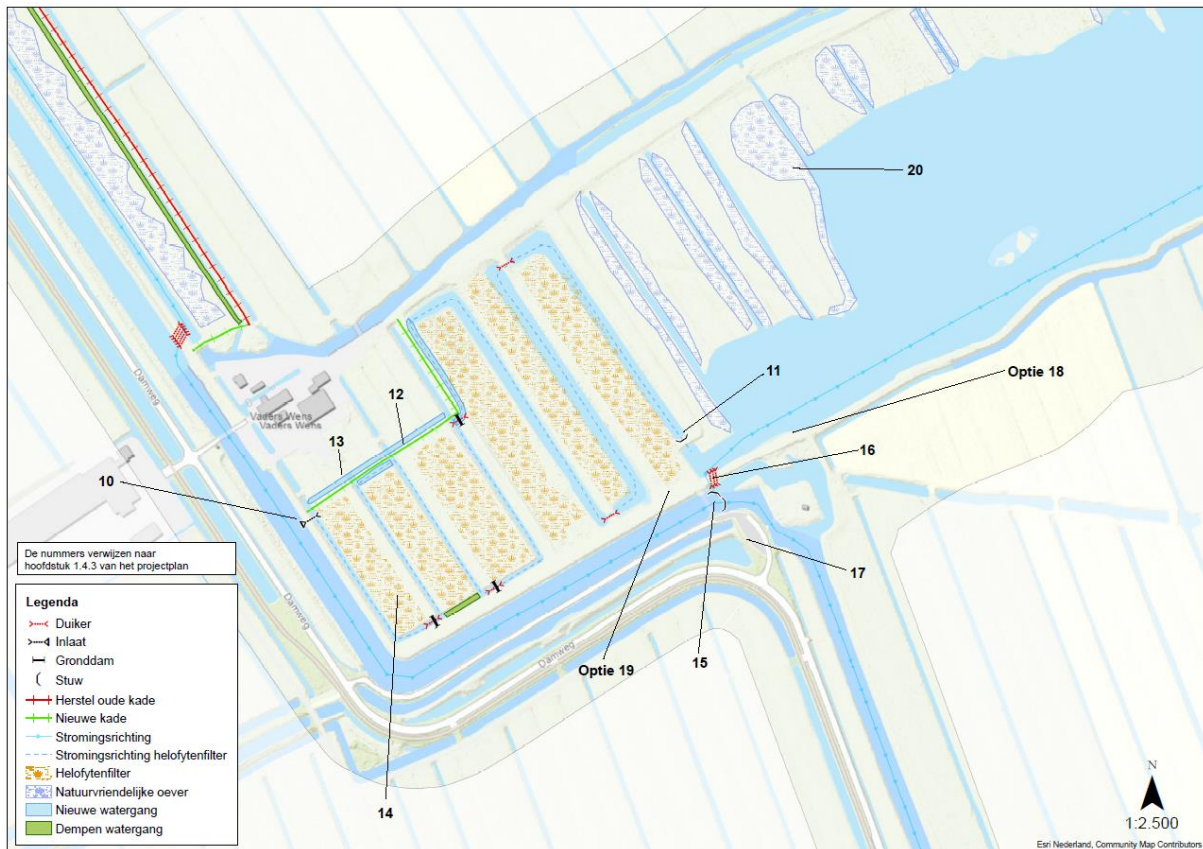 20
Optie 18
11
12
13
10
16
17
15
Optie 19
14
Damweg
Vaders Wens
Vaders Wens
Damweg
Damweg
De nummers verwijzen naar
hoofdstuk 1.4.3 van het projectplan
Legenda
Duiker
Inlaat
Gronddam
Stuw
Herstel oude kade
Nieuwe kade
Stromingsrichting
Stromingsrichting helofytenfilter
Helofytenfilter
Natuurvriendelijke oever
Nieuwe watergang
Dempen watergang
N
1:2.500
Esri Nederland, Community Map Contributors